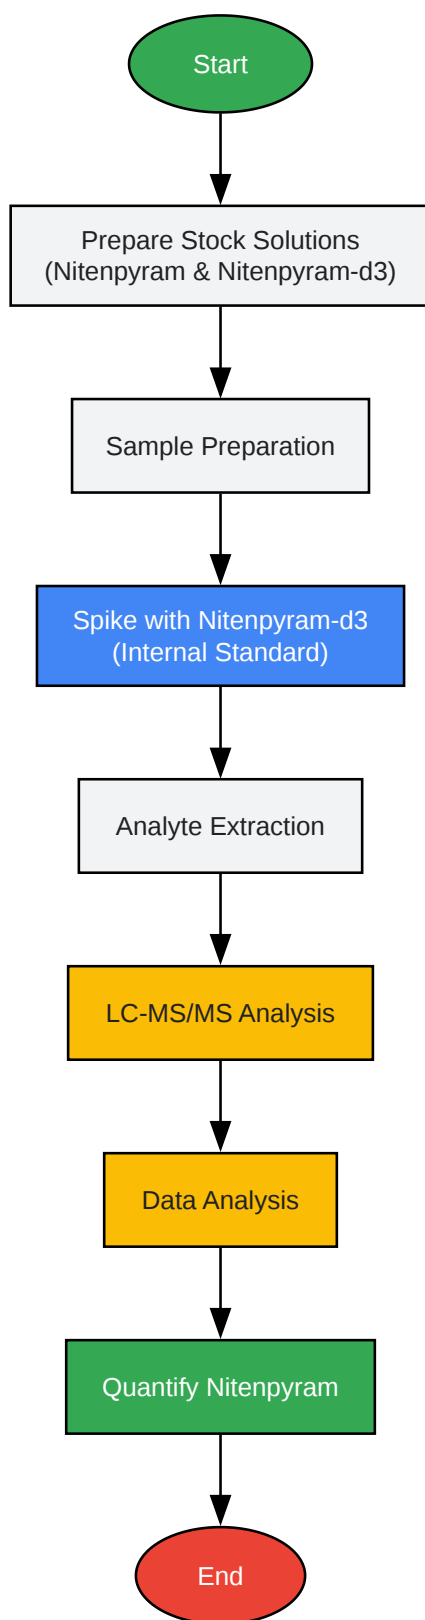 Start
Prepare Stock Solutions
(Nitenpyram & Nitenpyram-d3)
Sample Preparation
Spike with Nitenpyram-d3
(Internal Standard)
Analyte Extraction
LC-MS/MS Analysis
Data Analysis
Quantify Nitenpyram
End